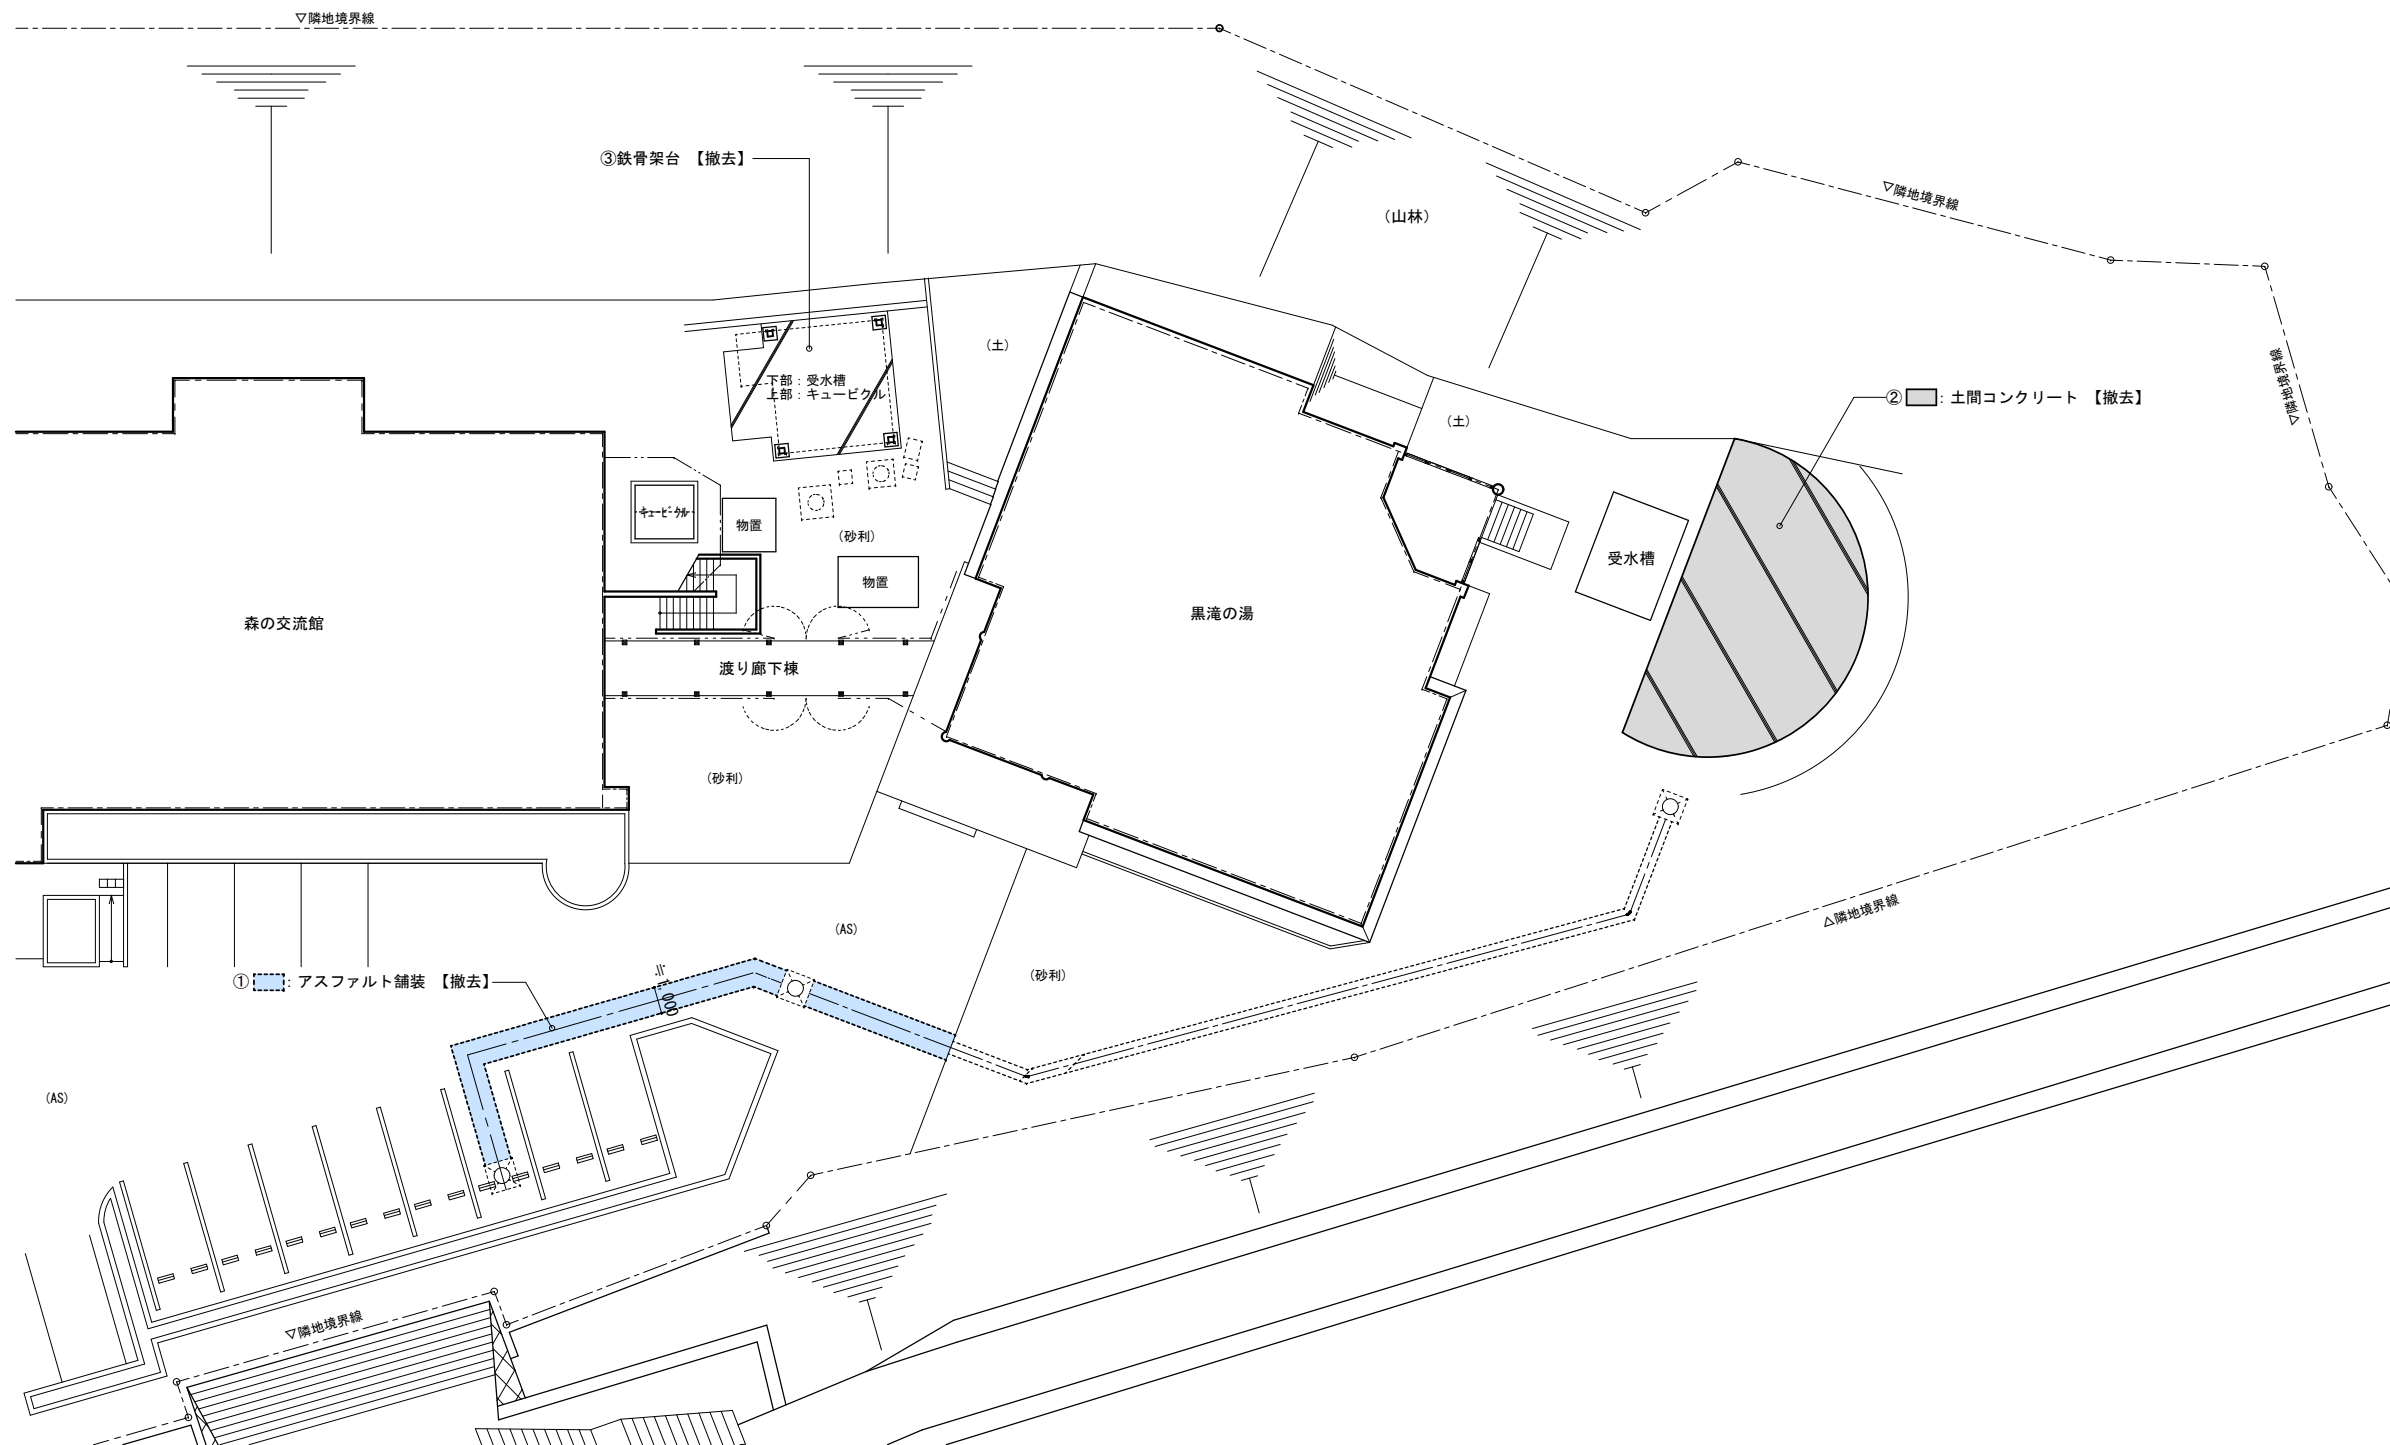 ▽隣地境界線
③鉄骨架台 【撤去】
(山林)
▽隣地境界線
▽隣地境界線
(土)
下部：受水槽
上部：キュービクル
②　　: 土間コンクリート 【撤去】
(土)
キュービクル
物置
(砂利)
受水槽
物置
黒滝の湯
森の交流館
渡り廊下棟
(砂利)
△隣地境界線
(AS)
(砂利)
①　　: アスファルト舗装 【撤去】
(AS)
▽隣地境界線